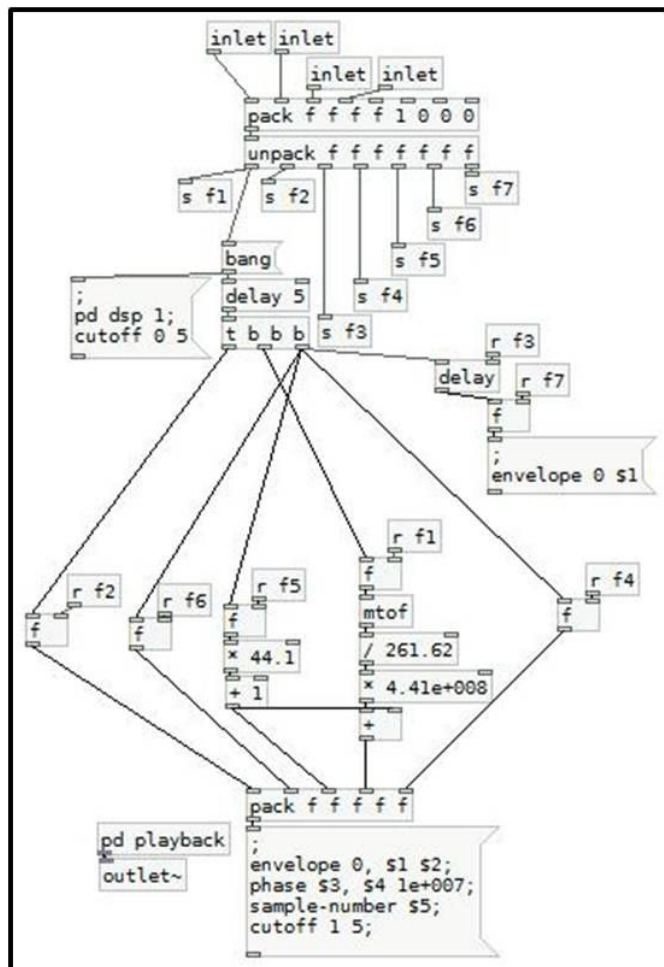 inlet inlet
inlet inlet
pack f f f f 1 0 0 0
unpack f f f f f f f
s f1 s f2 s f7
s f6
bang s f5
;
pd dsp 1;
cutoff 0 5
delay 5 s f4
t b b b s f3 r f3
delay r f7
f
;
envelope 0 $1
r f1
r f2 r f6 r f5 f r f4
f f f mtof f
* 44.1 / 261.62
+ 1 * 4.41e+008
+
pack f f f f f
pd playback
outlet~
;
envelope 0, $1 $2;
phase $3, $4 1e+007;
sample-number $5;
cutoff 1 5;